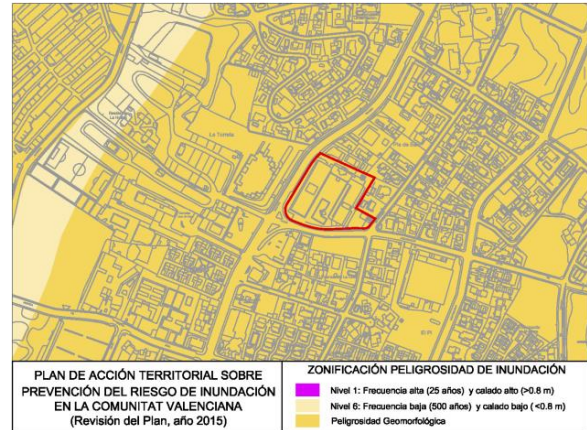 La Torreta
El Pi
PLAN DE ACCIÓN TERRITORIAL SOBRE
PREVENCIÓN DEL RIESGO DE INUNDACIÓN
EN LA COMUNITAT VALENCIANA
(Revisión del Plan, año 2015)
ZONIFICACIÓN PELIGROSIDAD DE INUNDACIÓN
Nivel 1: Frecuencia alta (25 años) y calado alto (>0.8 m)
Nivel 6: Frecuencia baja (500 años) y calado bajo (<0.8 m)
Peligrosidad Geomorfológica